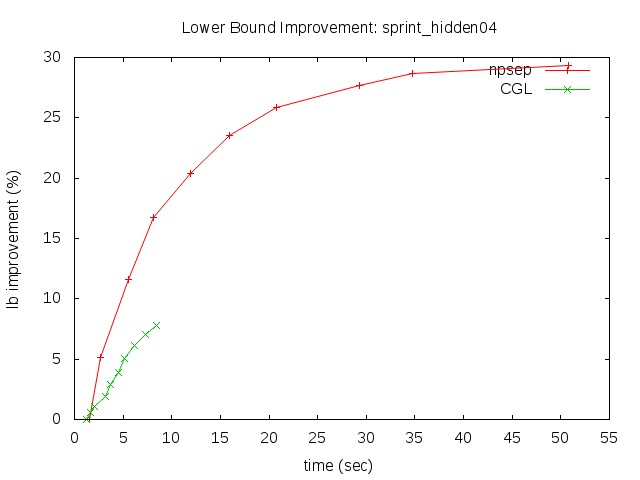 Lower Bound Improvement: sprint_hidden04
30
25
20
15
10
5
0
lb improvement (%)
npsep
CGL
0 5 10 15 20 25 30 35 40 45 50 55
time (sec)